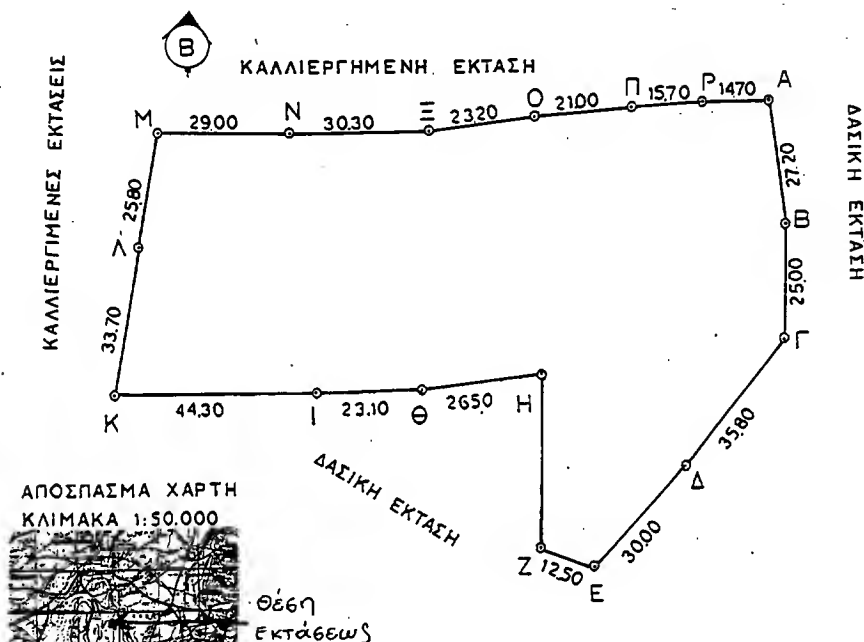 Β
ΚΑΛΛΙΕΡΓΗΜΕΝΗ ΕΚΤΑΣΗ
ΚΑΛΛΙΕΡΓΙΜΕΝΕΣ ΕΚΤΑΣΕΙΣ
ΔΑΣΙΚΗ ΕΚΤΑΣΗ
Μ 29.00 Ν 30.30 Ξ 23.20 Ο 21.00 Π 15.70 Ρ 14.70 Α
27.20
Β
25.00
Γ
35.80
Δ
30.00
Ε
12.50
Ζ
Η
26.50
Θ
23.10
Ι
44.30
Κ
33.70
Λ
25.80
ΔΑΣΙΚΗ ΕΚΤΑΣΗ
ΑΠΟΣΠΑΣΜΑ ΧΑΡΤΗ
ΚΛΙΜΑΚΑ 1:50.000
Θέση
Εκτάσεως